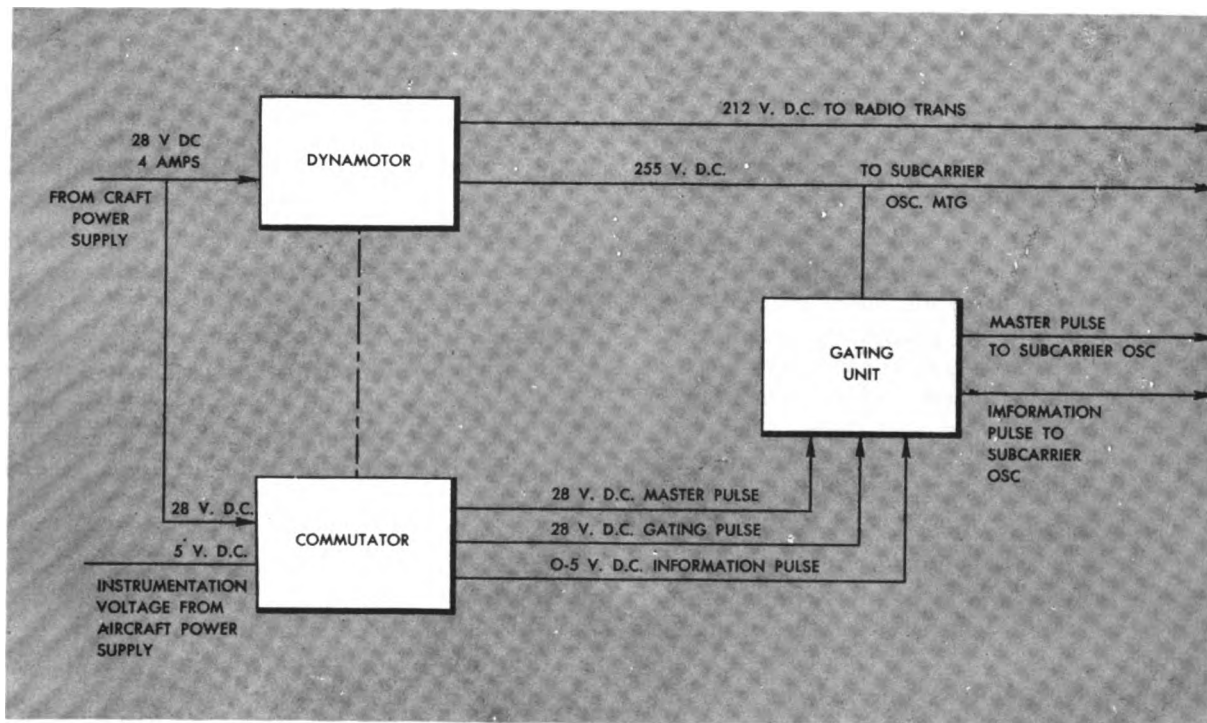 212 V. D.C. TO RADIO TRANS
28 V DC
4 AMPS
DYNAMOTOR
255 V. D.C.
TO SUBCARRIER
OSC. MTG
FROM CRAFT
POWER
SUPPLY
MASTER PULSE
TO SUBCARRIER OSC
GATING
UNIT
IMFORMATION
PULSE TO
SUBCARRIER
OSC
28 V. D.C.
28 V. D.C. MASTER PULSE
COMMUTATOR
28 V. D.C. GATING PULSE
5 V. D.C.
O-5 V. D.C. INFORMATION PULSE
INSTRUMENTATION
VOLTAGE FROM
AIRCRAFT POWER
SUPPLY